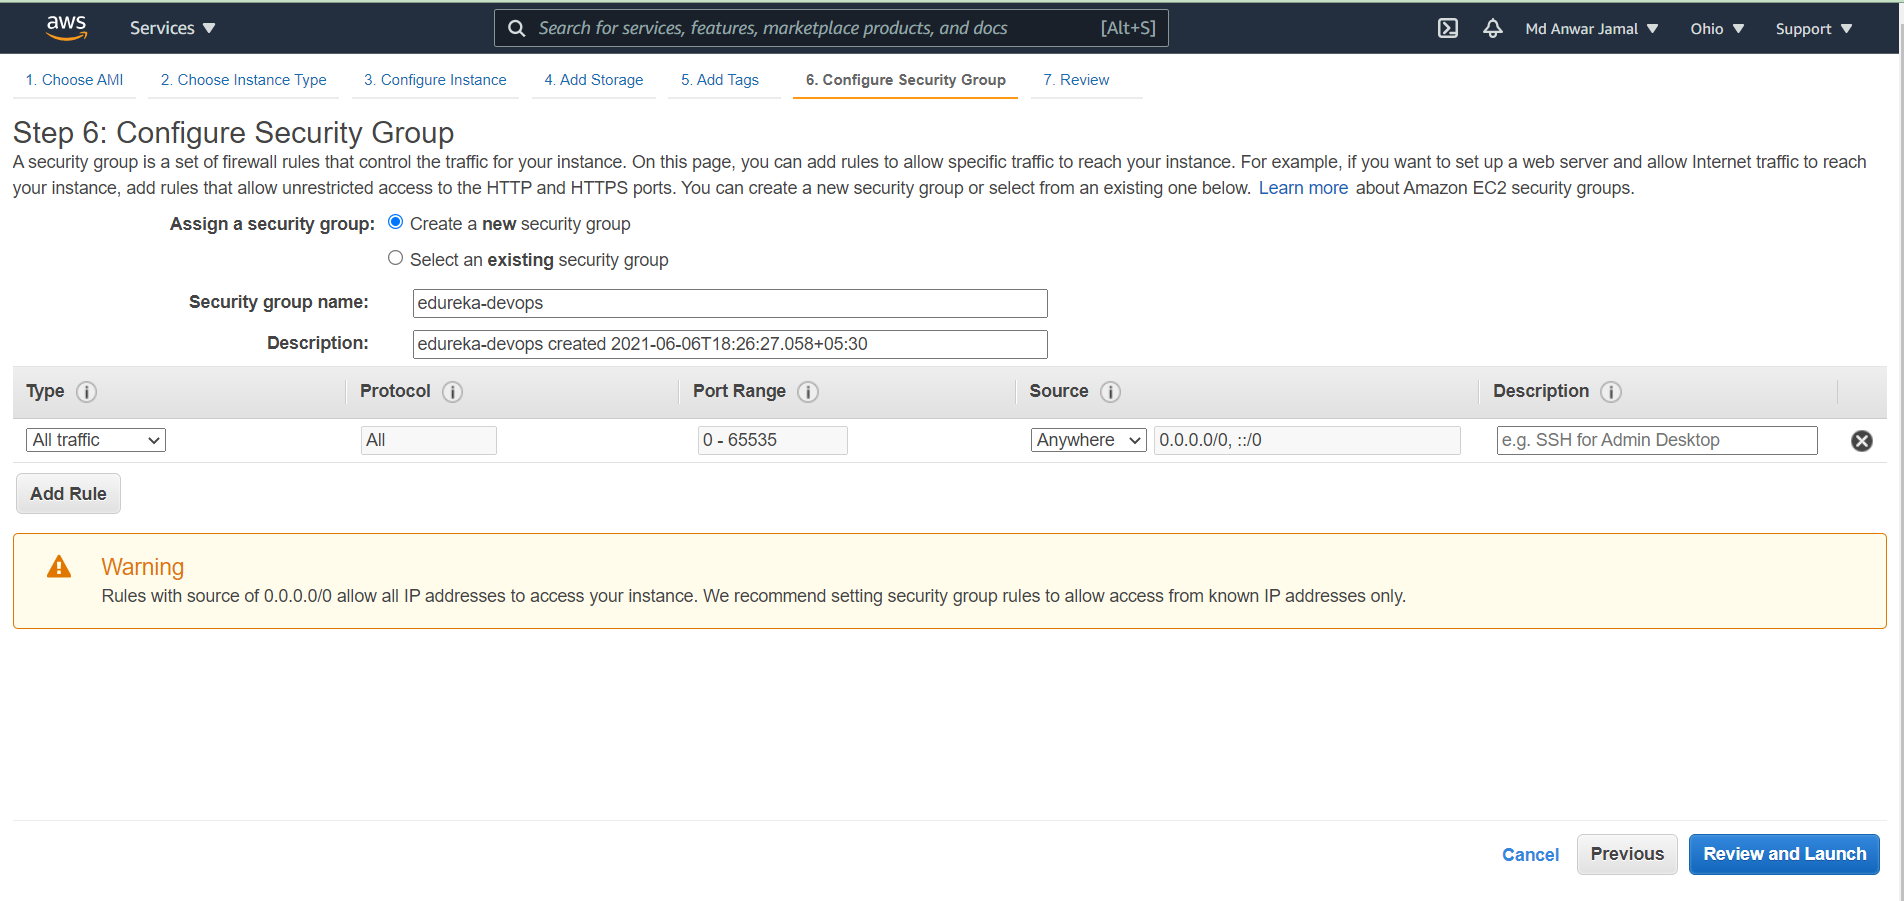 aws Services Search for services, features, marketplace products, and docs [Alt+S] Md Anwar Jamal Ohio Support
1. Choose AMI 2. Choose Instance Type 3. Configure Instance 4. Add Storage 5. Add Tags 6. Configure Security Group 7. Review
Step 6: Configure Security Group
A security group is a set of firewall rules that control the traffic for your instance. On this page, you can add rules to allow specific traffic to reach your instance. For example, if you want to set up a web server and allow Internet traffic to reach
your instance, add rules that allow unrestricted access to the HTTP and HTTPS ports. You can create a new security group or select from an existing one below. Learn more about Amazon EC2 security groups.
Assign a security group: Create a new security group
Select an existing security group
Security group name: edureka-devops
Description: edureka-devops created 2021-06-06T18:26:27.058+05:30
Type i Protocol i Port Range i Source i Description i
All traffic All 0 - 65535 Anywhere 0.0.0.0/0, ::/0 e.g. SSH for Admin Desktop
Add Rule
Warning
Rules with source of 0.0.0.0/0 allow all IP addresses to access your instance. We recommend setting security group rules to allow access from known IP addresses only.
Cancel Previous Review and Launch